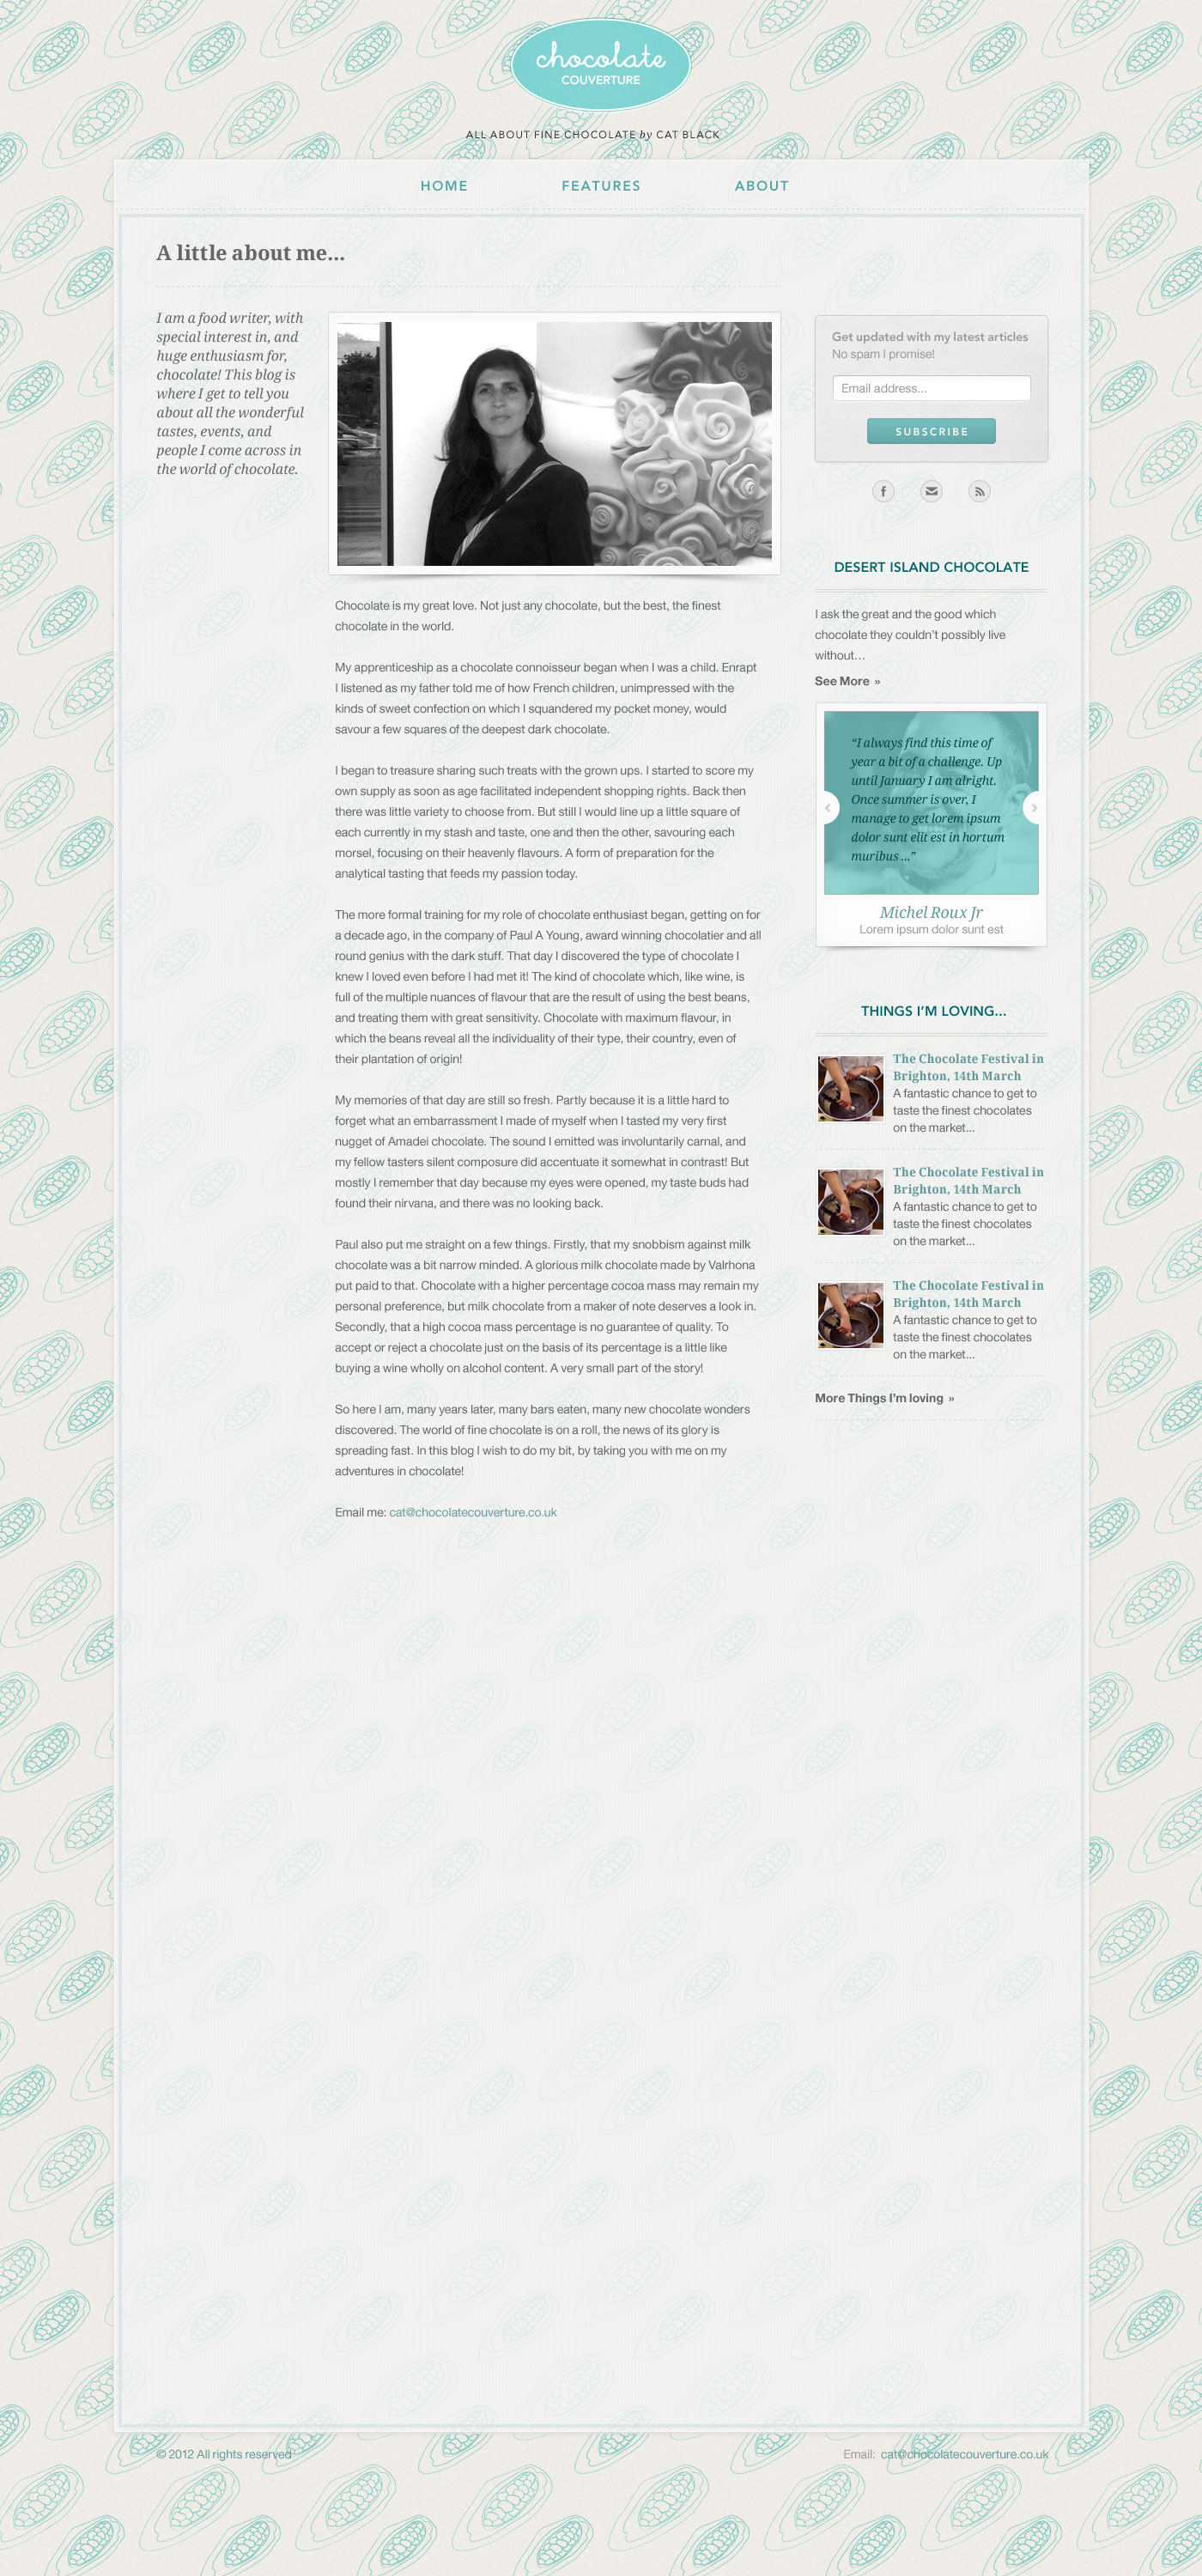 chocolate
COUVERTURE
ALL ABOUT FINE CHOCOLATE by CAT BLACK
HOME
FEATURES
ABOUT
A little about me...
I am a food writer, with
special interest in, and
huge enthusiasm for,
chocolate! This blog is
where I get to tell you
about all the wonderful
tastes, events, and
people I come across in
the world of chocolate.
Chocolate is my great love. Not just any chocolate, but the best, the finest
chocolate in the world.
My apprenticeship as a chocolate connoisseur began when I was a child. Enrapt
I listened as my father told me of how French children, unimpressed with the
kinds of sweet confection on which I squandered my pocket money, would
savour a few squares of the deepest dark chocolate.
I began to treasure sharing such treats with the grown ups. I started to score my
own supply as soon as age facilitated independent shopping rights. Back then
there was little variety to choose from. But still I would line up a little square of
each currently in my stash and taste, one and then the other, savouring each
morsel, focusing on their heavenly flavours. A form of preparation for the
analytical tasting that feeds my passion today.
The more formal training for my role of chocolate enthusiast began, getting on for
a decade ago, in the company of Paul A Young, award winning chocolatier and all
round genius with the dark stuff. That day I discovered the type of chocolate I
knew I loved even before I had met it! The kind of chocolate which, like wine, is
full of the multiple nuances of flavour that are the result of using the best beans,
and treating them with great sensitivity. Chocolate with maximum flavour, in
which the beans reveal all the individuality of their type, their country, even of
their plantation of origin!
My memories of that day are still so fresh. Partly because it is a little hard to
forget what an embarrassment I made of myself when I tasted my very first
nugget of Amadei chocolate. The sound I emitted was involuntarily carnal, and
my fellow tasters silent composure did accentuate it somewhat in contrast! But
mostly I remember that day because my eyes were opened, my taste buds had
found their nirvana, and there was no looking back.
Paul also put me straight on a few things. Firstly, that my snobbism against milk
chocolate was a bit narrow minded. A glorious milk chocolate made by Valrhona
put paid to that. Chocolate with a higher percentage cocoa mass may remain my
personal preference, but milk chocolate from a maker of note deserves a look in.
Secondly, that a high cocoa mass percentage is no guarantee of quality. To
accept or reject a chocolate just on the basis of its percentage is a little like
buying a wine wholly on alcohol content. A very small part of the story!
So here I am, many years later, many bars eaten, many new chocolate wonders
discovered. The world of fine chocolate is on a roll, the news of its glory is
spreading fast. In this blog I wish to do my bit, by taking you with me on my
adventures in chocolate!
Email me: cat@chocolatecouverture.co.uk
Get updated with my latest articles
No spam I promise!
Email address...
SUBSCRIBE
DESERT ISLAND CHOCOLATE
I ask the great and the good which
chocolate they couldn't possibly live
without…
See More »
“I always find this time of
year a bit of a challenge. Up
until January I am alright.
Once summer is over, I
manage to get lorem ipsum
dolor sunt elit est in hortum
muribus ...”
Michel Roux Jr
Lorem ipsum dolor sunt est
THINGS I’M LOVING...
The Chocolate Festival in
Brighton, 14th March
A fantastic chance to get to
taste the finest chocolates
on the market...
The Chocolate Festival in
Brighton, 14th March
A fantastic chance to get to
taste the finest chocolates
on the market...
The Chocolate Festival in
Brighton, 14th March
A fantastic chance to get to
taste the finest chocolates
on the market...
More Things I’m loving »
© 2012 All rights reserved
Email: cat@chocolatecouverture.co.uk